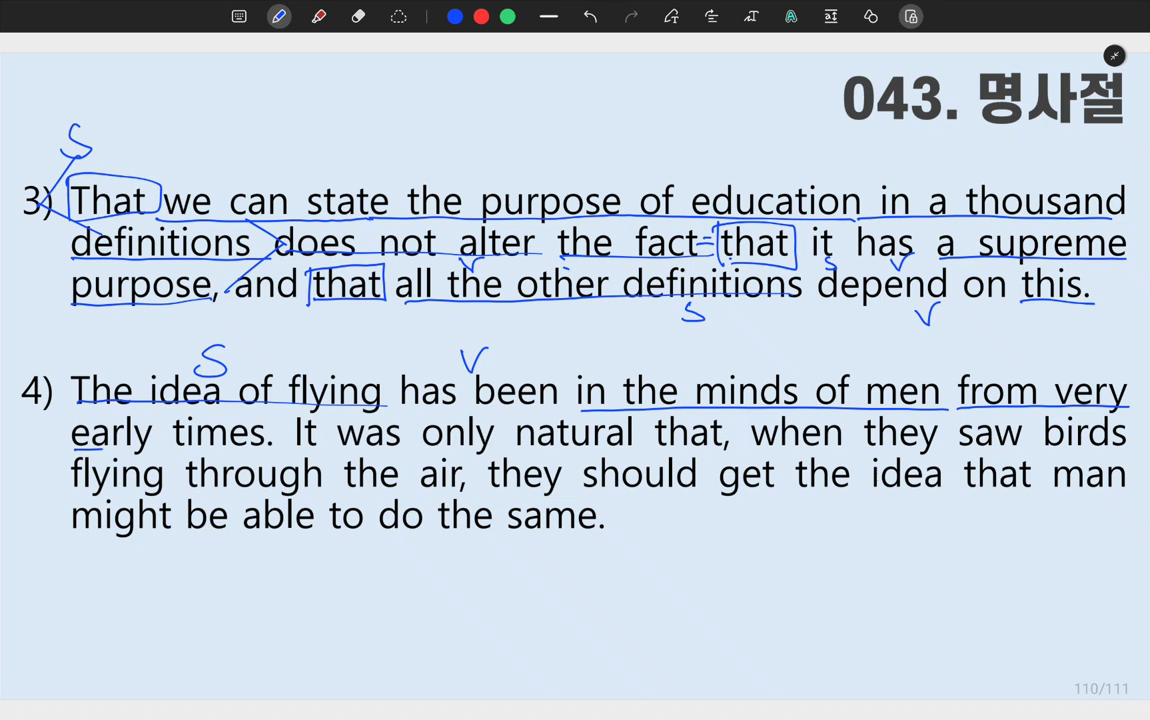 043. 명사절
S
3) That we can state the purpose of education in a thousand
definitions does not alter the fact = that it has a supreme
V S V
purpose, and that all the other definitions depend on this.
S V
S V
4) The idea of flying has been in the minds of men from very
early times. It was only natural that, when they saw birds
flying through the air, they should get the idea that man
might be able to do the same.
110/111